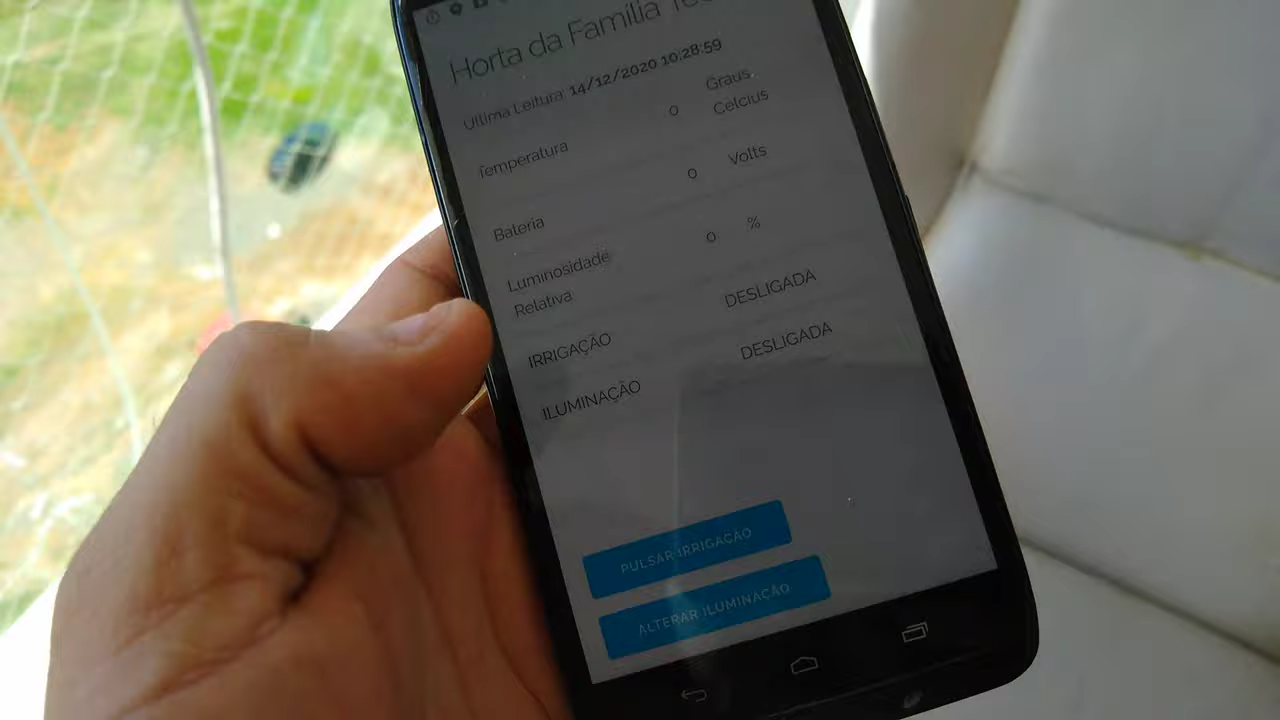 Horta da Família
Ultima Leitura: 14/12/2020 10:28:59
Temperatura 0 Graus Celcius
Bateria 0 Volts
Luminosidade Relativa 0 %
IRRIGAÇÃO DESLIGADA
ILUMINAÇÃO DESLIGADA
PULSAR IRRIGAÇÃO
ALTERAR ILUMINAÇÃO